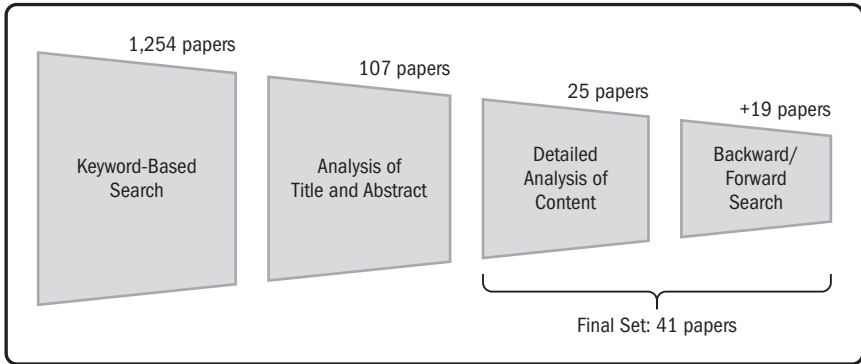 1,254 papers
Keyword-Based
Search
107 papers
Analysis of
Title and Abstract
25 papers
Detailed
Analysis of
Content
+19 papers
Backward/
Forward
Search
Final Set: 41 papers